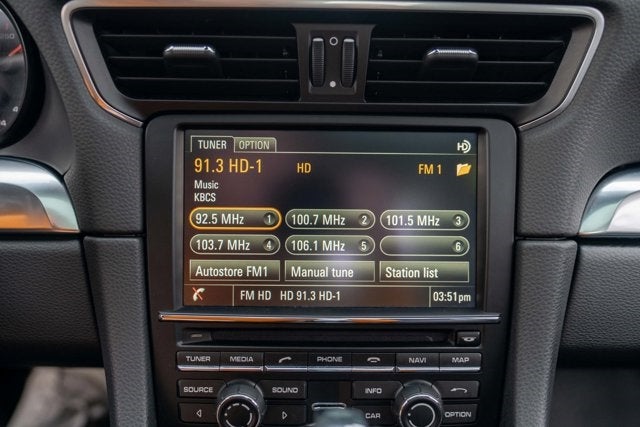 TUNER OPTION HD
91.3 HD-1 HD FM 1
Music
KBCS
92.5 MHz 1 100.7 MHz 2 101.5 MHz 3
103.7 MHz 4 106.1 MHz 5 6
Autostore FM1 Manual tune Station list
FM HD HD 91.3 HD-1 03:51pm
TUNER MEDIA PHONE NAVI MAP
SOURCE SOUND INFO
CAR OPTION